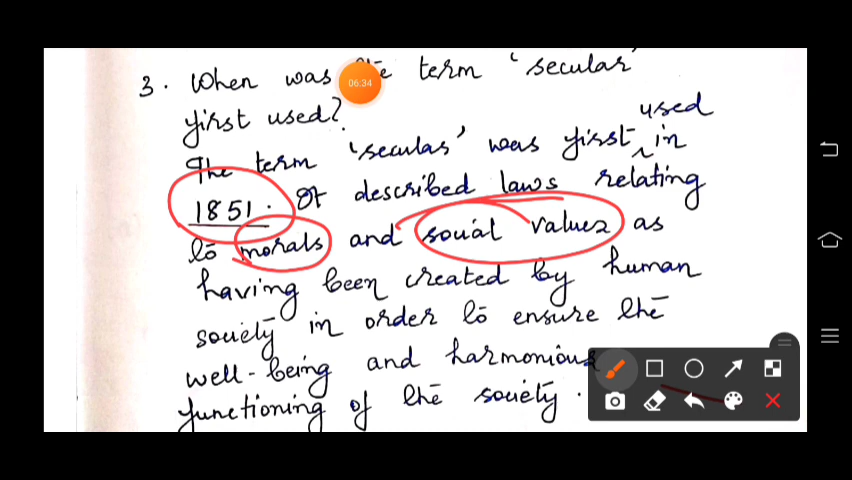 3. When was the term 'secular'
first used?
The term 'secular' was first used in
1851. It described laws relating
to morals and social values as
having been created by human
society in order to ensure the
well-being and harmonious
functioning of the society.
06:34